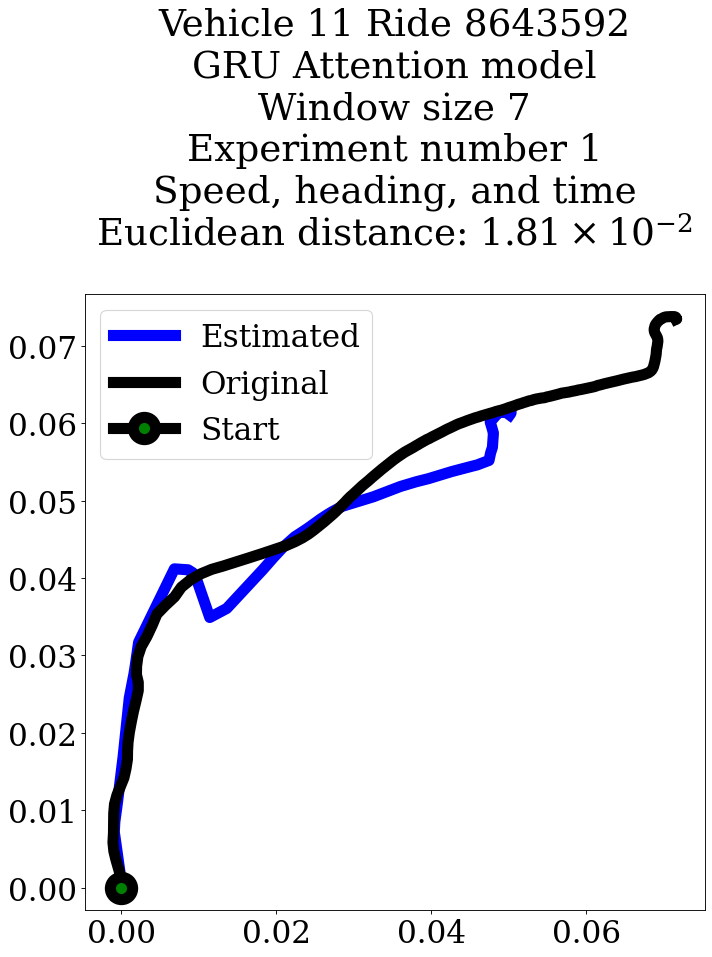 Vehicle 11 Ride 8643592
GRU Attention model
Window size 7
Experiment number 1
Speed, heading, and time
Euclidean distance: 1.81 × 10⁻²
Estimated
Original
Start
0.07
0.06
0.05
0.04
0.03
0.02
0.01
0.00
0.00 0.02 0.04 0.06